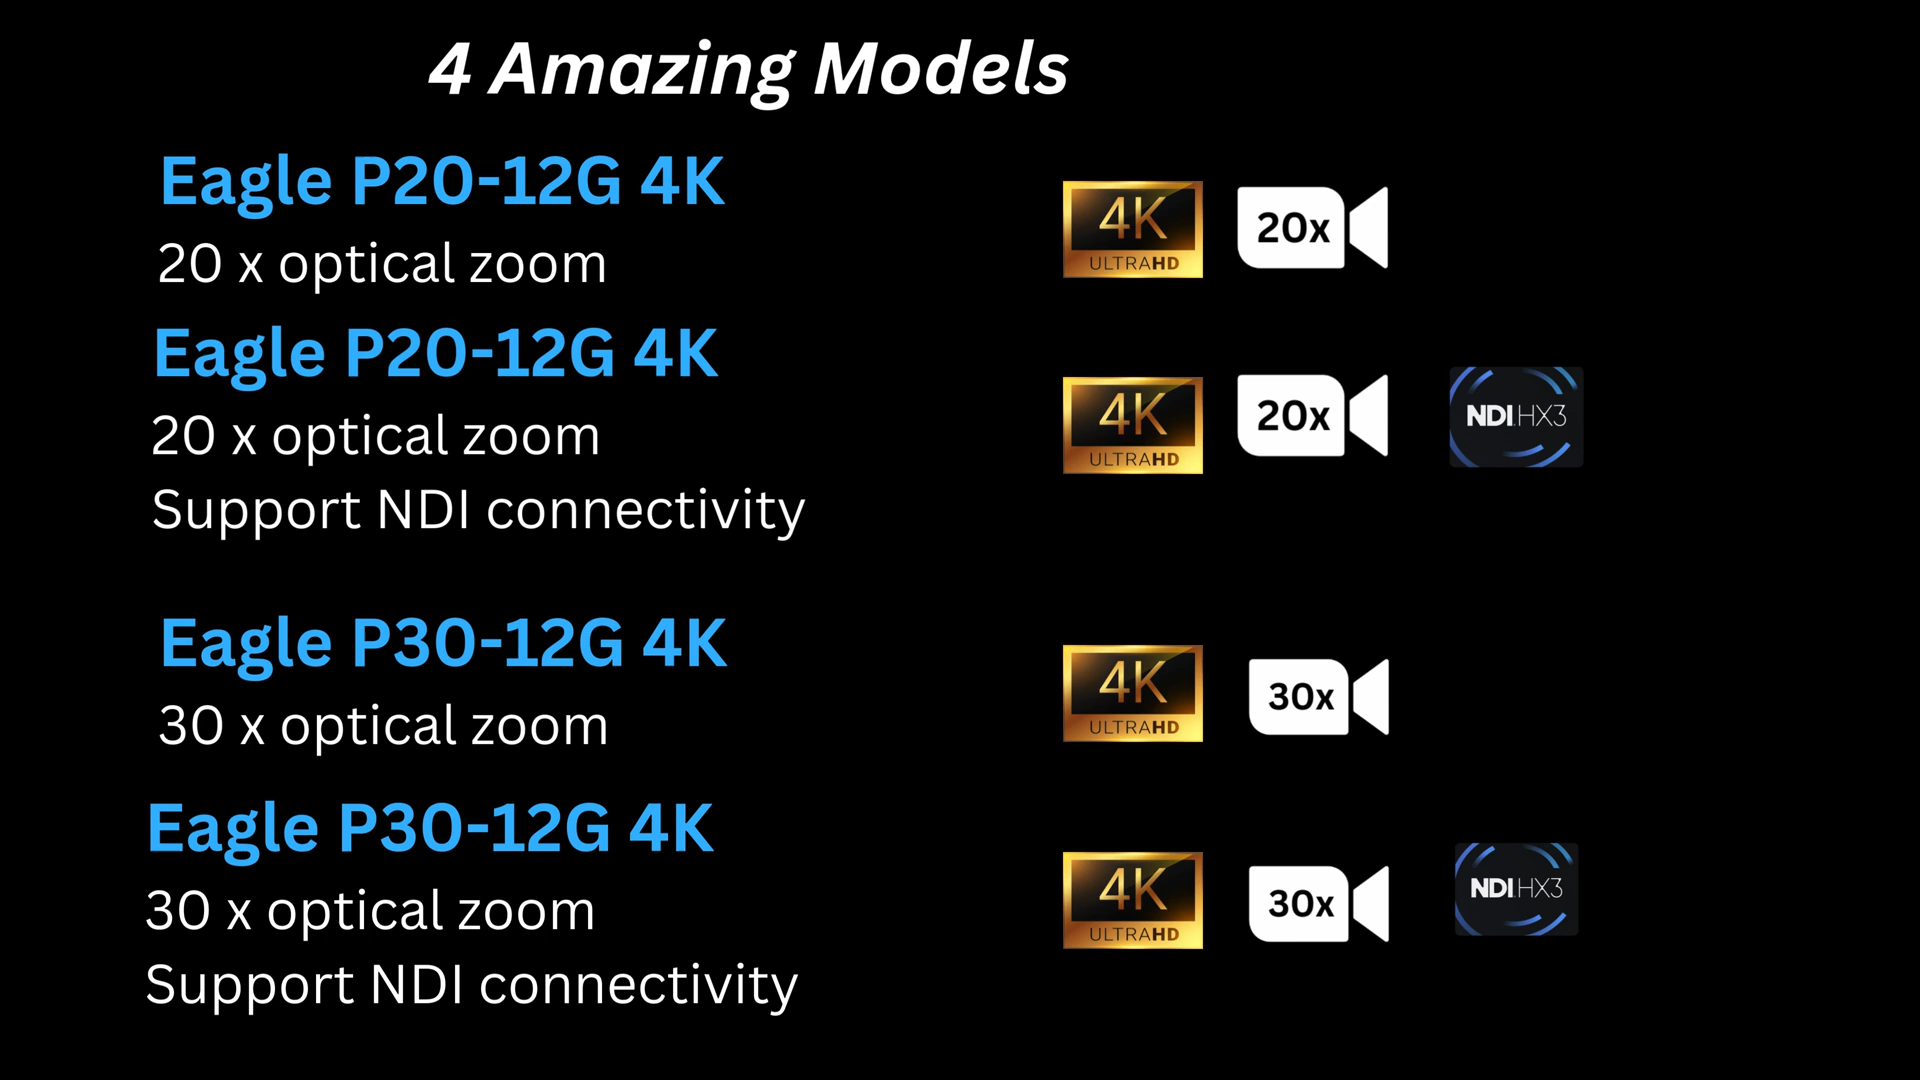 4 Amazing Models
Eagle P20-12G 4K
20 x optical zoom
4K
ULTRAHD
20x
Eagle P20-12G 4K
20 x optical zoom
Support NDI connectivity
4K
ULTRAHD
20x
NDI HX3
Eagle P30-12G 4K
30 x optical zoom
4K
ULTRAHD
30x
Eagle P30-12G 4K
30 x optical zoom
Support NDI connectivity
4K
ULTRAHD
30x
NDI HX3